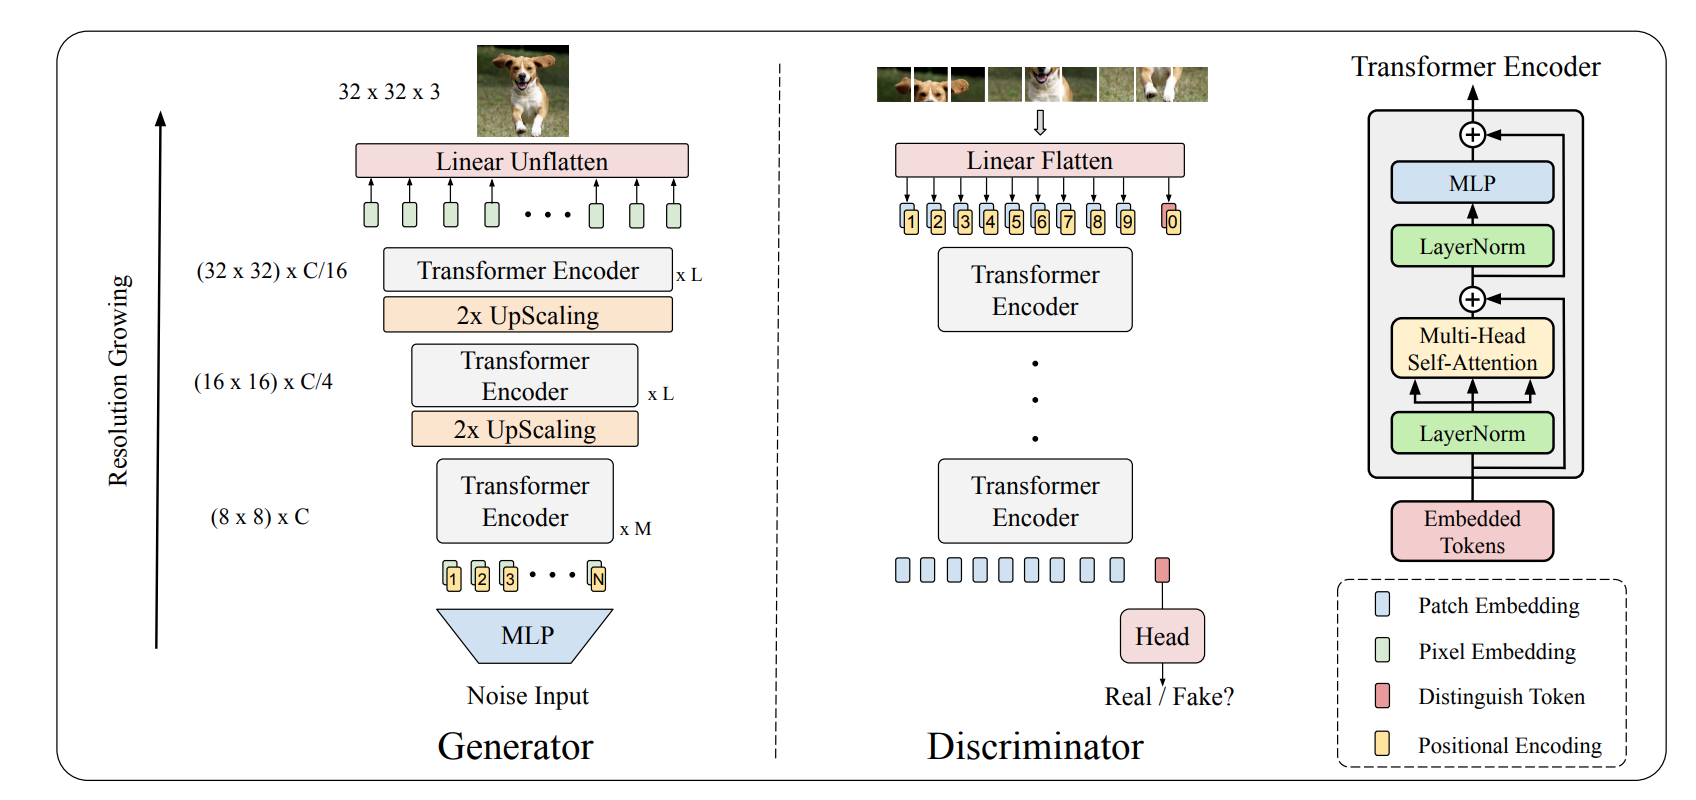 Resolution Growing
32 x 32 x 3
Linear Unflatten
(32 x 32) x C/16
Transformer Encoder
x L
2x UpScaling
(16 x 16) x C/4
Transformer
Encoder
x L
2x UpScaling
(8 x 8) x C
Transformer
Encoder
x M
1 2 3 N
MLP
Noise Input
Generator
Linear Flatten
1 2 3 4 5 6 7 8 9 0
Transformer
Encoder
Transformer
Encoder
Head
Real / Fake?
Discriminator
Transformer Encoder
MLP
LayerNorm
Multi-Head
Self-Attention
LayerNorm
Embedded
Tokens
Patch Embedding
Pixel Embedding
Distinguish Token
Positional Encoding